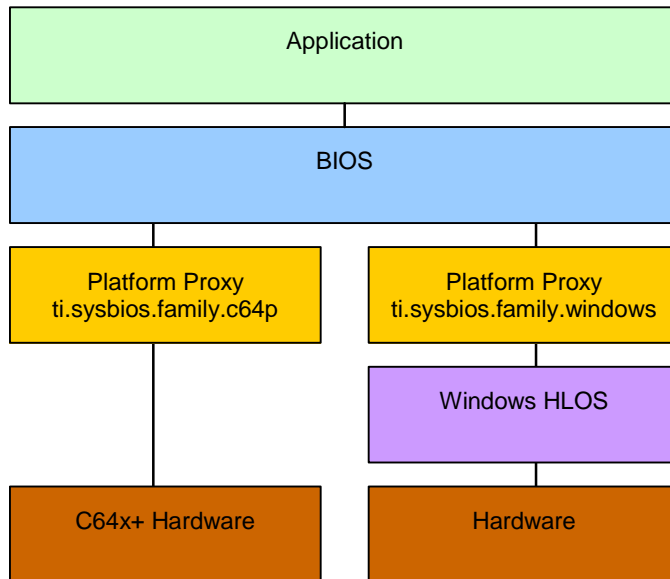 Application
BIOS
Platform Proxy
ti.sysbios.family.c64p
Platform Proxy
ti.sysbios.family.windows
Windows HLOS
C64x+ Hardware
Hardware